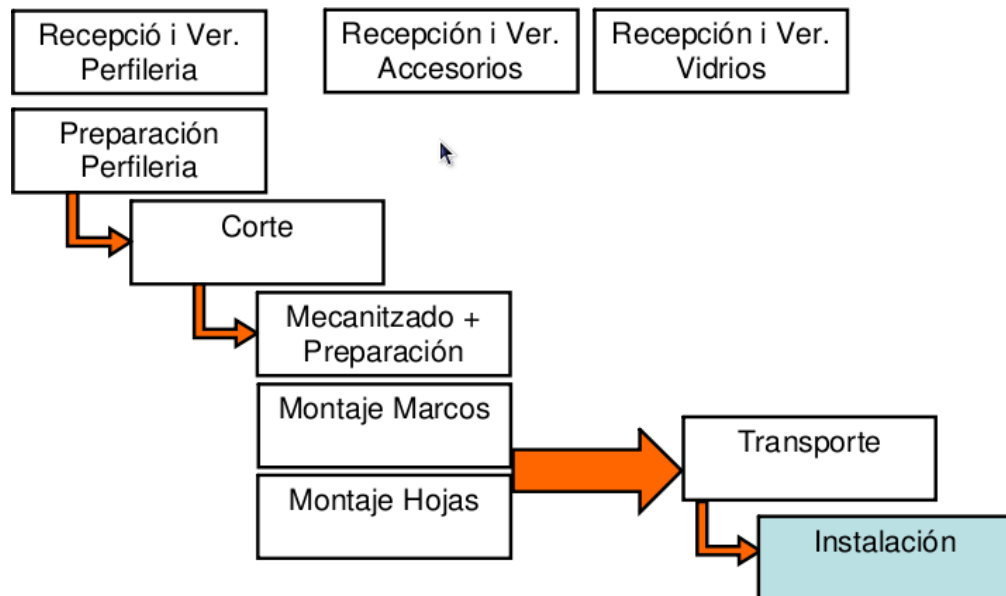 Recepció i Ver.
Perfileria
Recepción i Ver.
Accesorios
Recepción i Ver.
Vidrios
Preparación
Perfileria
Corte
Mecanitzado +
Preparación
Montaje Marcos
Montaje Hojas
Transporte
Instalación